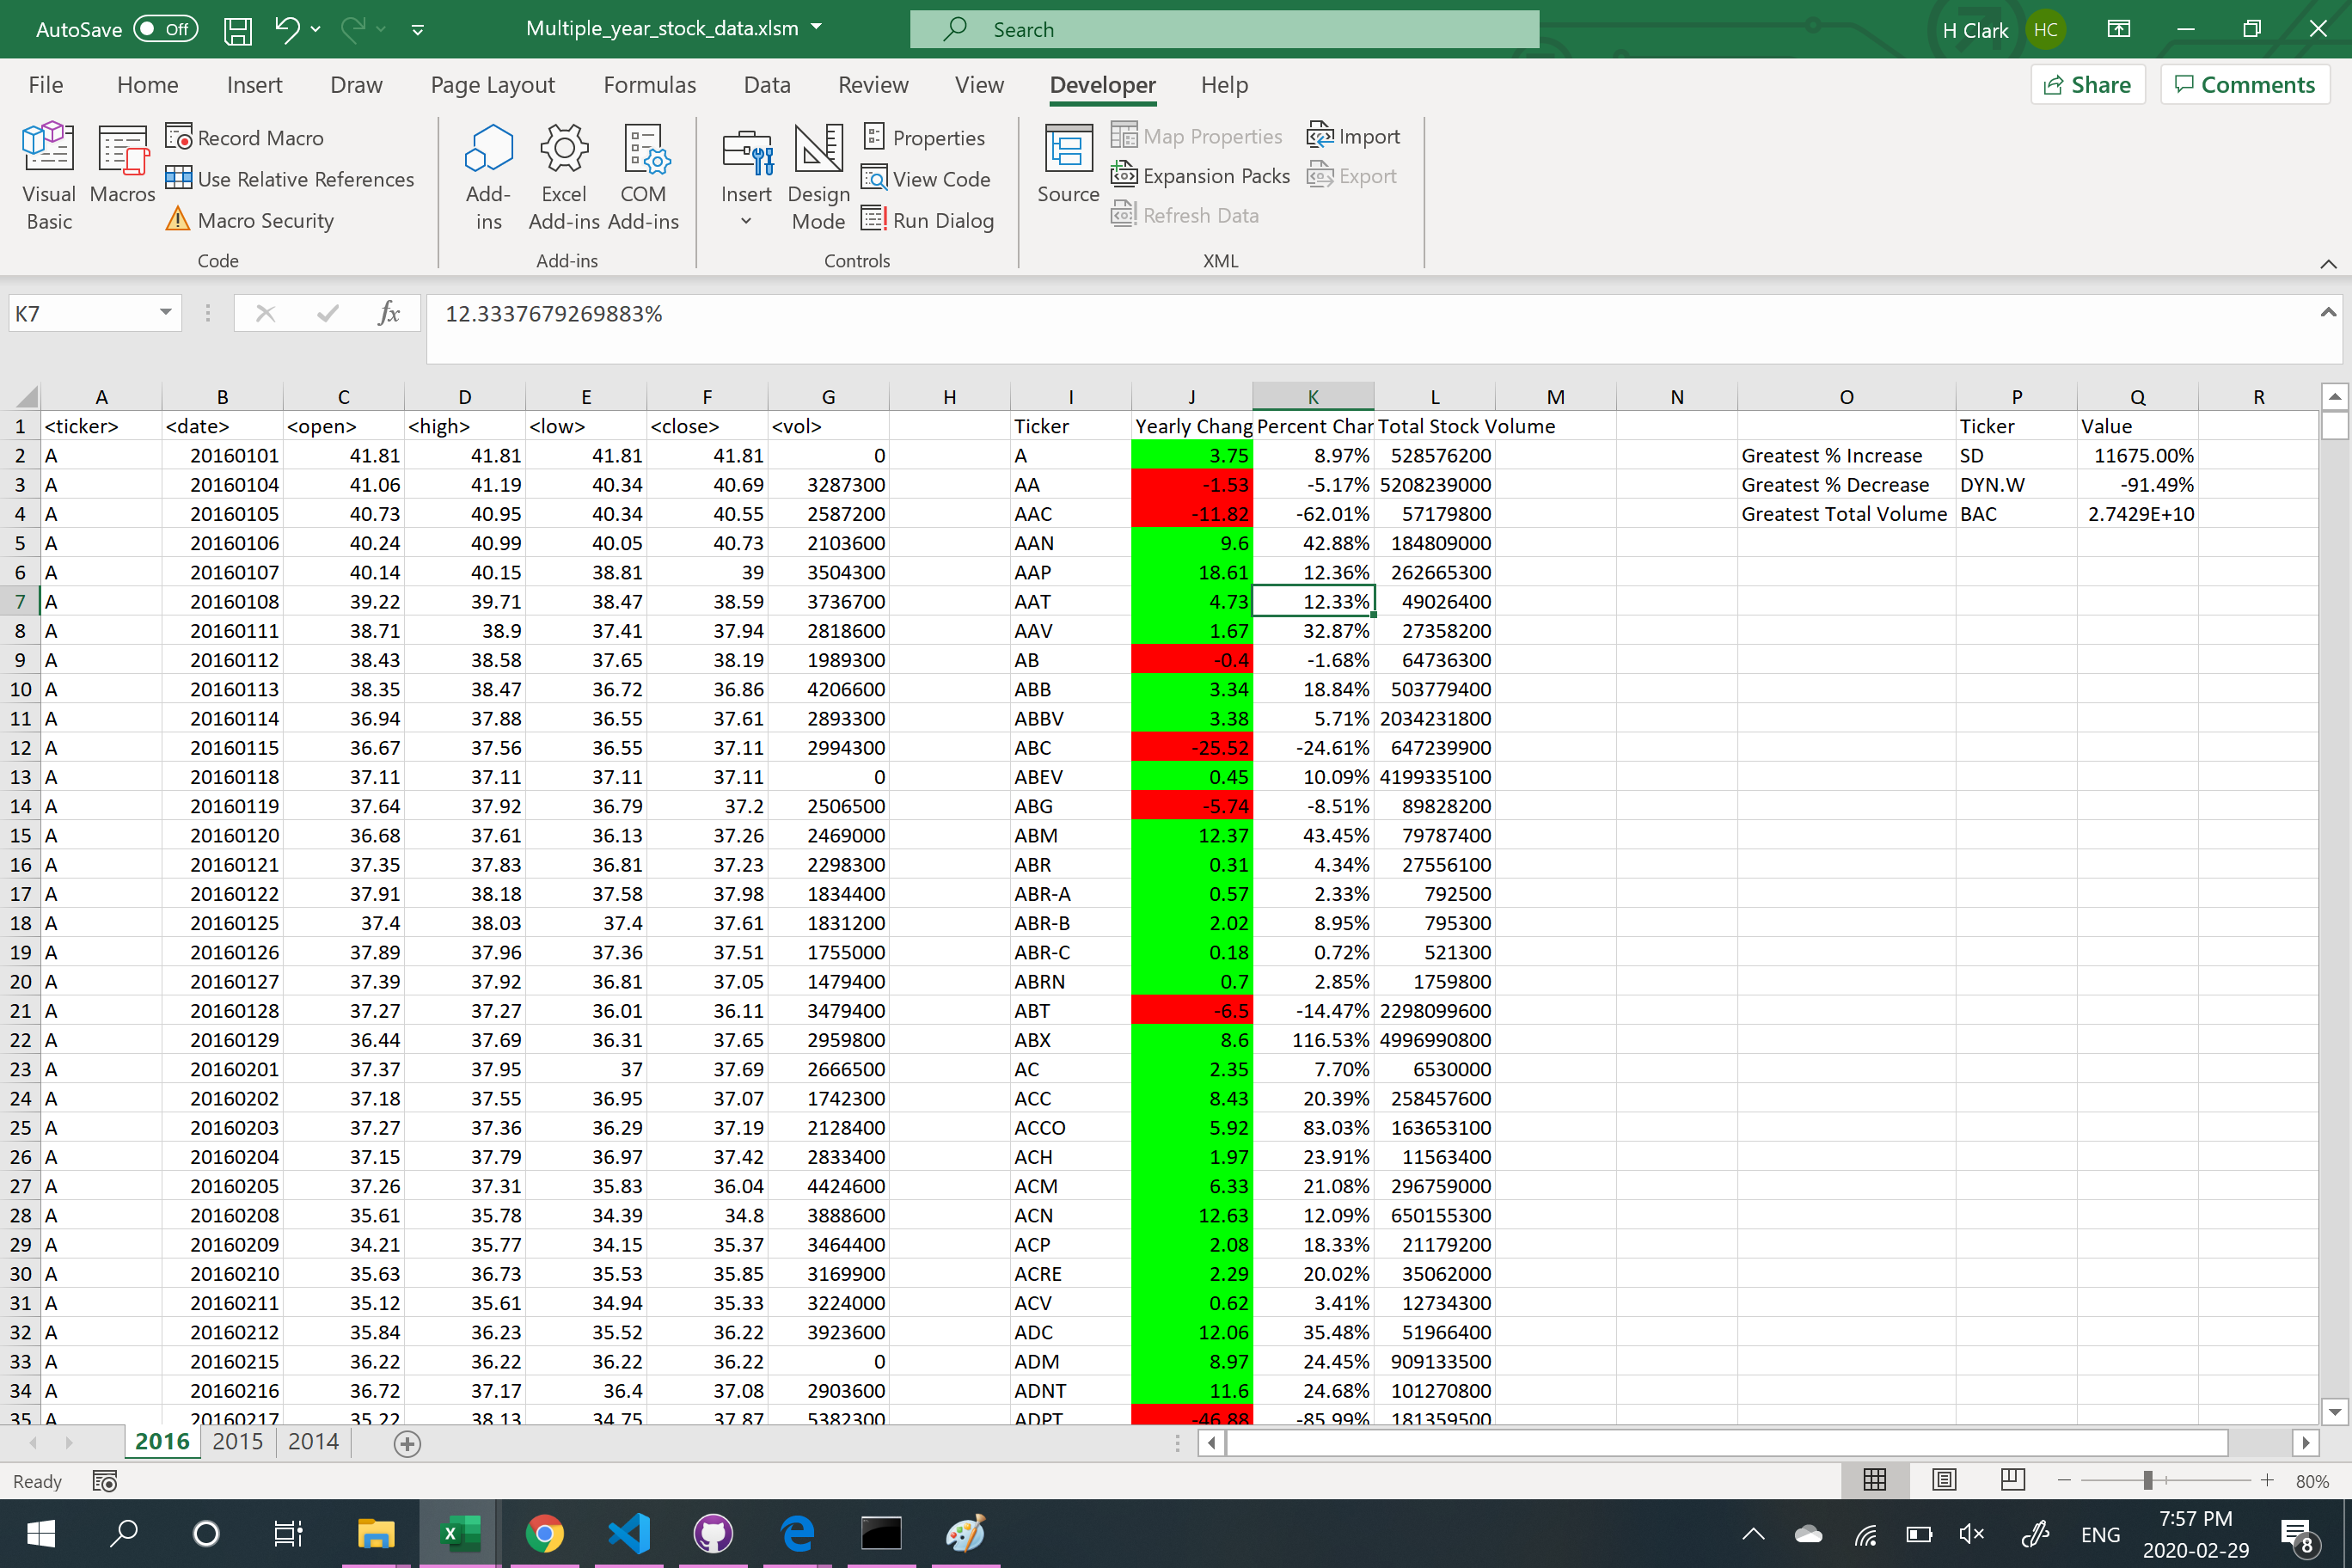 AutoSave Off Multiple_year_stock_data.xlsm Search H Clark HC
File Home Insert Draw Page Layout Formulas Data Review View Developer Help Share Comments
Visual Basic Macros Record Macro Use Relative References Macro Security Add-ins Excel Add-ins COM Add-ins Insert Design Mode Properties View Code Run Dialog Source Map Properties Expansion Packs Refresh Data Import Export
Code Add-ins Controls XML
K7 fx 12.3337679269883%
A B C D E F G H I J K L M N O P Q R
1 <ticker> <date> <open> <high> <low> <close> <vol> Ticker Yearly Chang Percent Char Total Stock Volume Ticker Value
2 A 20160101 41.81 41.81 41.81 41.81 0 A 3.75 8.97% 528576200 Greatest % Increase SD 11675.00%
3 A 20160104 41.06 41.19 40.34 40.69 3287300 AA -1.53 -5.17% 5208239000 Greatest % Decrease DYN.W -91.49%
4 A 20160105 40.73 40.95 40.34 40.55 2587200 AAC -11.82 -62.01% 57179800 Greatest Total Volume BAC 2.7429E+10
5 A 20160106 40.24 40.99 40.05 40.73 2103600 AAN 9.6 42.88% 184809000
6 A 20160107 40.14 40.15 38.81 39 3504300 AAP 18.61 12.36% 262665300
7 A 20160108 39.22 39.71 38.47 38.59 3736700 AAT 4.73 12.33% 49026400
8 A 20160111 38.71 38.9 37.41 37.94 2818600 AAV 1.67 32.87% 27358200
9 A 20160112 38.43 38.58 37.65 38.19 1989300 AB -0.4 -1.68% 64736300
10 A 20160113 38.35 38.47 36.72 36.86 4206600 ABB 3.34 18.84% 503779400
11 A 20160114 36.94 37.88 36.55 37.61 2893300 ABBV 3.38 5.71% 2034231800
12 A 20160115 36.67 37.56 36.55 37.11 2994300 ABC -25.52 -24.61% 647239900
13 A 20160118 37.11 37.11 37.11 37.11 0 ABEV 0.45 10.09% 4199335100
14 A 20160119 37.64 37.92 36.79 37.2 2506500 ABG -5.74 -8.51% 89828200
15 A 20160120 36.68 37.61 36.13 37.26 2469000 ABM 12.37 43.45% 79787400
16 A 20160121 37.35 37.83 36.81 37.23 2298300 ABR 0.31 4.34% 27556100
17 A 20160122 37.91 38.18 37.58 37.98 1834400 ABR-A 0.57 2.33% 792500
18 A 20160125 37.4 38.03 37.4 37.61 1831200 ABR-B 2.02 8.95% 795300
19 A 20160126 37.89 37.96 37.36 37.51 1755000 ABR-C 0.18 0.72% 521300
20 A 20160127 37.39 37.92 36.81 37.05 1479400 ABRN 0.7 2.85% 1759800
21 A 20160128 37.27 37.27 36.01 36.11 3479400 ABT -6.5 -14.47% 2298099600
22 A 20160129 36.44 37.69 36.31 37.65 2959800 ABX 8.6 116.53% 4996990800
23 A 20160201 37.37 37.95 37 37.69 2666500 AC 2.35 7.70% 6530000
24 A 20160202 37.18 37.55 36.95 37.07 1742300 ACC 8.43 20.39% 258457600
25 A 20160203 37.27 37.36 36.29 37.19 2128400 ACCO 5.92 83.03% 163653100
26 A 20160204 37.15 37.79 36.97 37.42 2833400 ACH 1.97 23.91% 11563400
27 A 20160205 37.26 37.31 35.83 36.04 4424600 ACM 6.33 21.08% 296759000
28 A 20160208 35.61 35.78 34.39 34.8 3888600 ACN 12.63 12.09% 650155300
29 A 20160209 34.21 35.77 34.15 35.37 3464400 ACP 2.08 18.33% 21179200
30 A 20160210 35.63 36.73 35.53 35.85 3169900 ACRE 2.29 20.02% 35062000
31 A 20160211 35.12 35.61 34.94 35.33 3224000 ACV 0.62 3.41% 12734300
32 A 20160212 35.84 36.23 35.52 36.22 3923600 ADC 12.06 35.48% 51966400
33 A 20160215 36.22 36.22 36.22 36.22 0 ADM 8.97 24.45% 909133500
34 A 20160216 36.72 37.17 36.4 37.08 2903600 ADNT 11.6 24.68% 101270800
35 A 20160217 35.22 38.13 34.75 37.87 5382300 ADPT -46.88 -85.99% 181359500
2016 2015 2014
Ready 80%
ENG 7:57 PM
2020-02-29 8